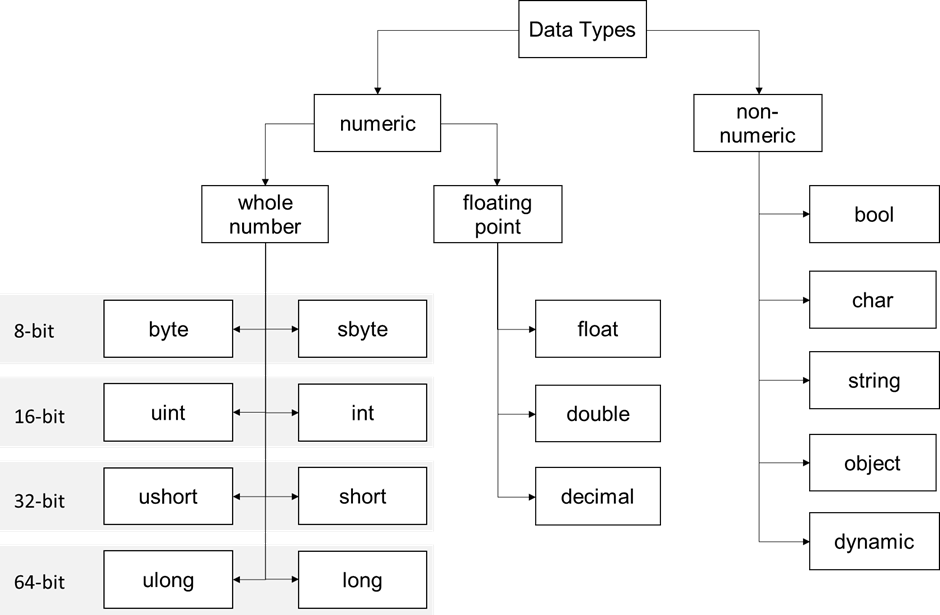 Data Types
numeric
non-
numeric
whole
number
floating
point
bool
char
string
object
dynamic
8-bit
byte
sbyte
float
16-bit
uint
int
double
32-bit
ushort
short
decimal
64-bit
ulong
long